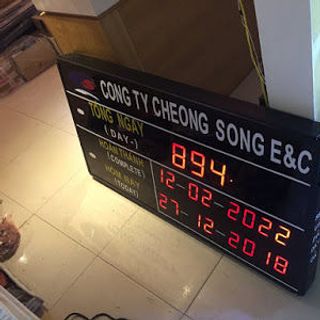 CONG TY CHEONG SONG E&C
TONG NGAY
(DAY-)
894
HOAN THANH
(COMPLETE)
12-02-2022
HOM NAY
(TODAY)
27-12-2018